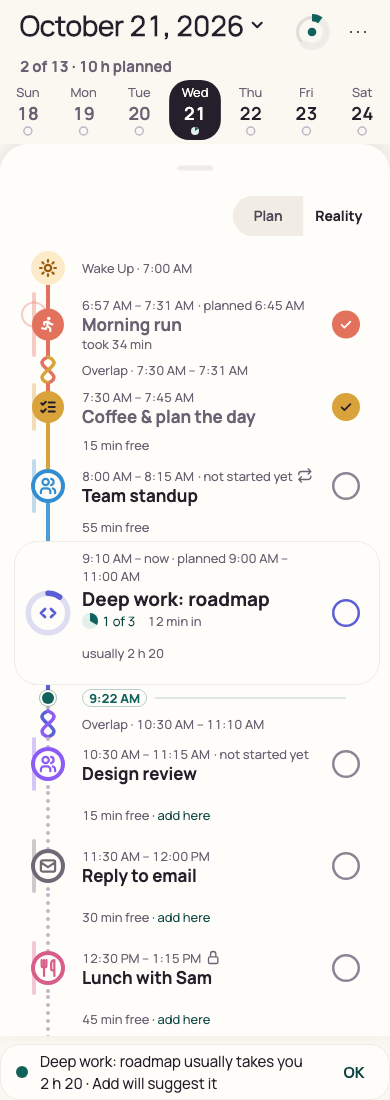 October 21, 2026
2 of 13 · 10 h planned
Sun Mon Tue Wed Thu Fri Sat
18 19 20 21 22 23 24
Plan Reality
Wake Up · 7:00 AM
6:57 AM – 7:31 AM · planned 6:45 AM
Morning run
took 34 min
Overlap · 7:30 AM – 7:31 AM
7:30 AM – 7:45 AM
Coffee & plan the day
15 min free
8:00 AM – 8:15 AM · not started yet
Team standup
55 min free
9:10 AM – now · planned 9:00 AM –
11:00 AM
Deep work: roadmap
1 of 3 12 min in
usually 2 h 20
9:22 AM
Overlap · 10:30 AM – 11:10 AM
10:30 AM – 11:15 AM · not started yet
Design review
15 min free · add here
11:30 AM – 12:00 PM
Reply to email
30 min free · add here
12:30 PM – 1:15 PM
Lunch with Sam
45 min free · add here
Deep work: roadmap usually takes you
2 h 20 · Add will suggest it
OK